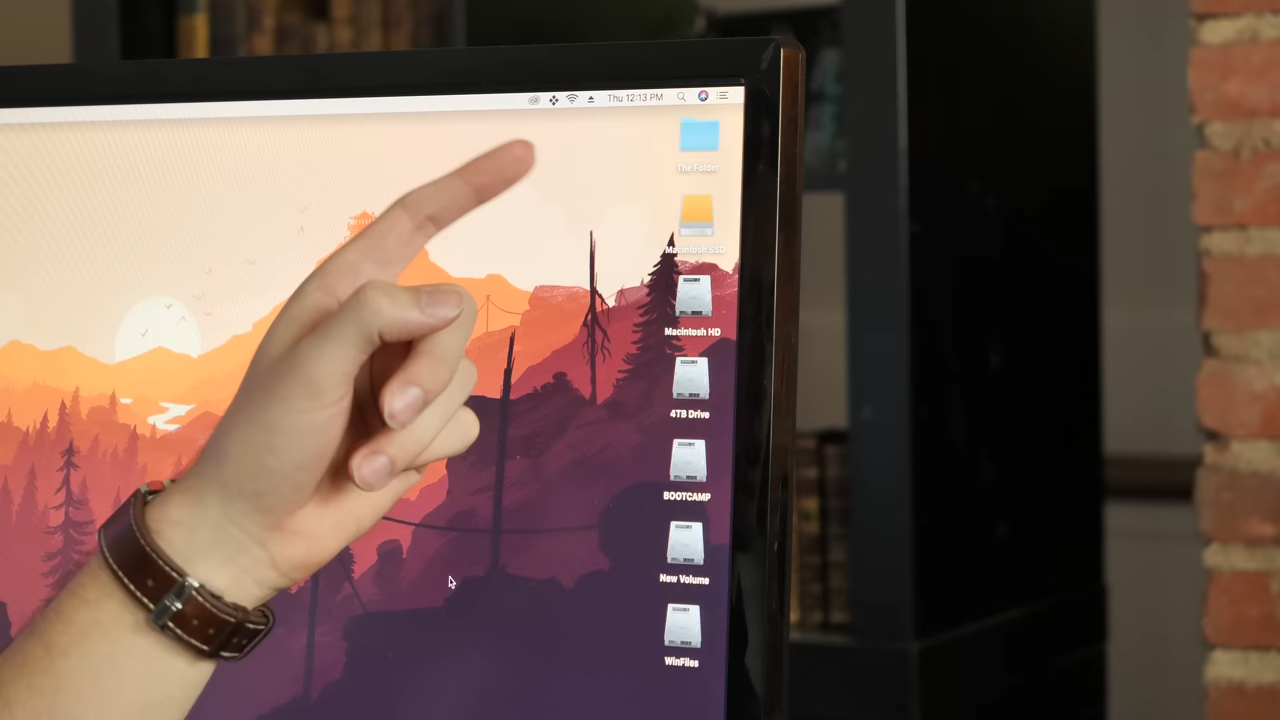 Thu 12:13 PM
The Folder
Macintosh SSD
Macintosh HD
4TB Drive
BOOTCAMP
New Volume
WinFiles